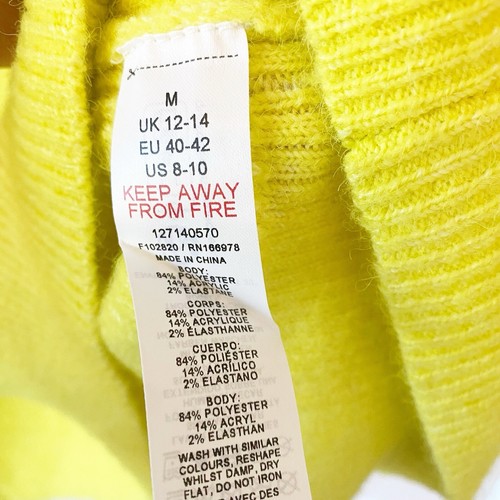 M
UK 12-14
EU 40-42
US 8-10
KEEP AWAY
FROM FIRE
127140570
F102820 / RN166978
MADE IN CHINA
BODY:
84% POLYESTER
14% ACRYLIC
2% ELASTANE
CORPS:
84% POLYESTER
14% ACRYLIQUE
2% ÉLASTHANNE
CUERPO:
84% POLIÉSTER
14% ACRÍLICO
2% ELASTANO
BODY:
84% POLYESTER
14% ACRYL
2% ELASTHAN
WASH WITH SIMILAR
COLOURS, RESHAPE
WHILST DAMP, DRY
FLAT, DO NOT IRON
AVEC DES